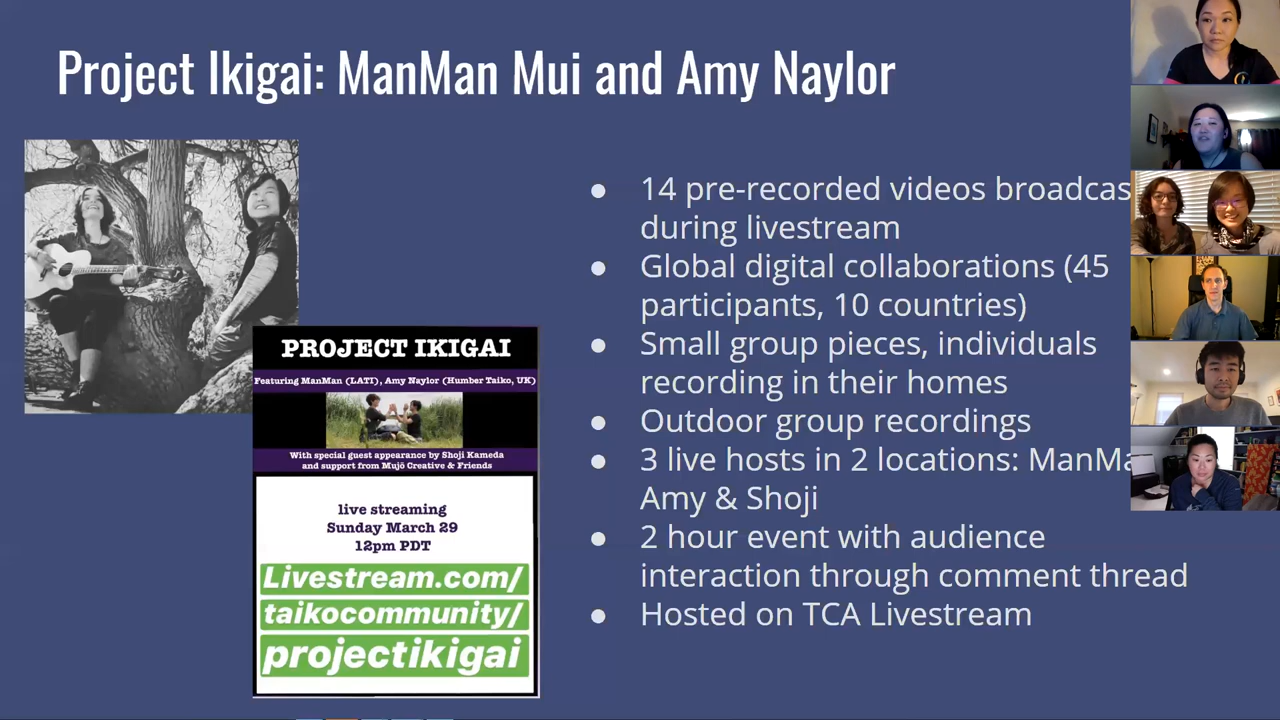 Project Ikigai: ManMan Mui and Amy Naylor
● 14 pre-recorded videos broadcas
during livestream
● Global digital collaborations (45
participants, 10 countries)
● Small group pieces, individuals
recording in their homes
● Outdoor group recordings
● 3 live hosts in 2 locations: ManMa
Amy & Shoji
● 2 hour event with audience
interaction through comment thread
● Hosted on TCA Livestream
PROJECT IKIGAI
Featuring ManMan (LATI), Amy Naylor (Humber Taiko, UK)
With special guest appearance by Shoji Kameda
and support from Mujō Creative & Friends
live streaming
Sunday March 29
12pm PDT
Livestream.com/
taikocommunity/
projectikigai